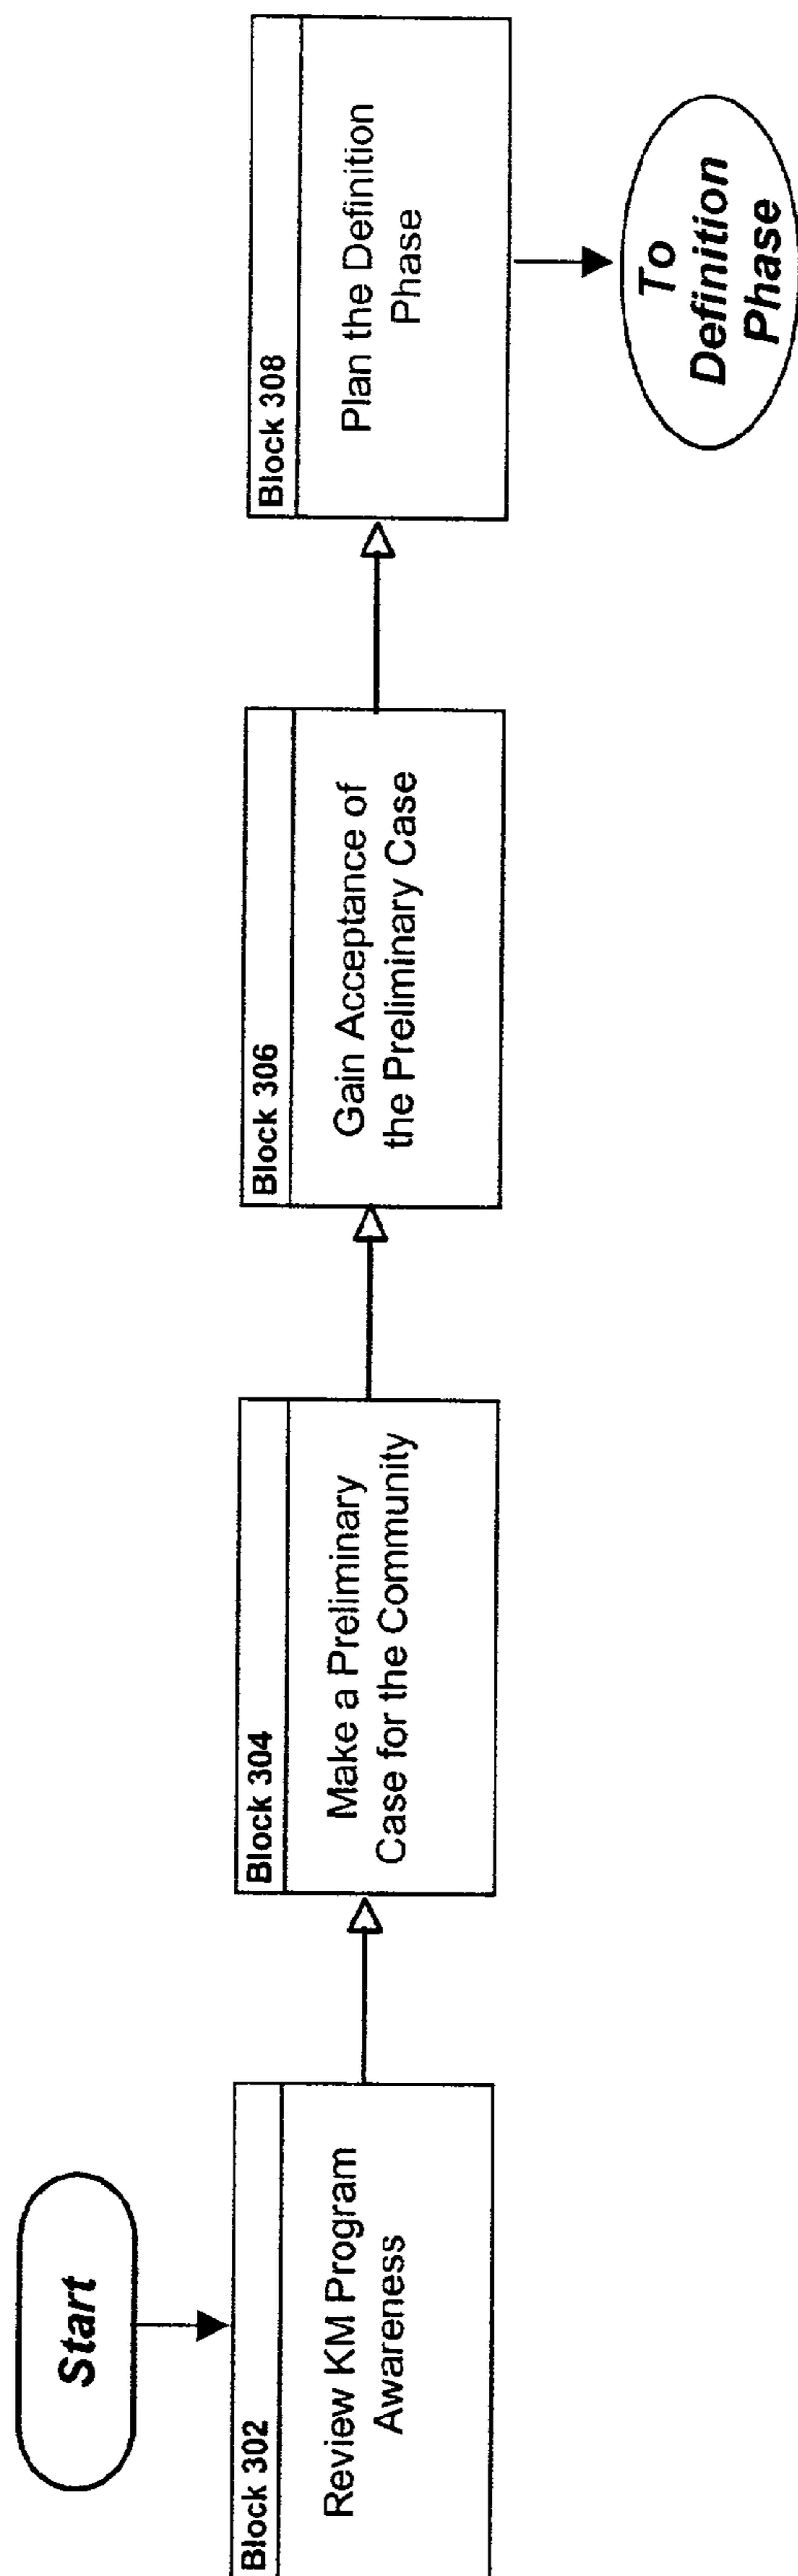 Start
Block 302
Review KM Program
Awareness
Block 304
Make a Preliminary
Case for the Community
Block 306
Gain Acceptance of
the Preliminary Case
Block 308
Plan the Definition
Phase
To
Definition
Phase